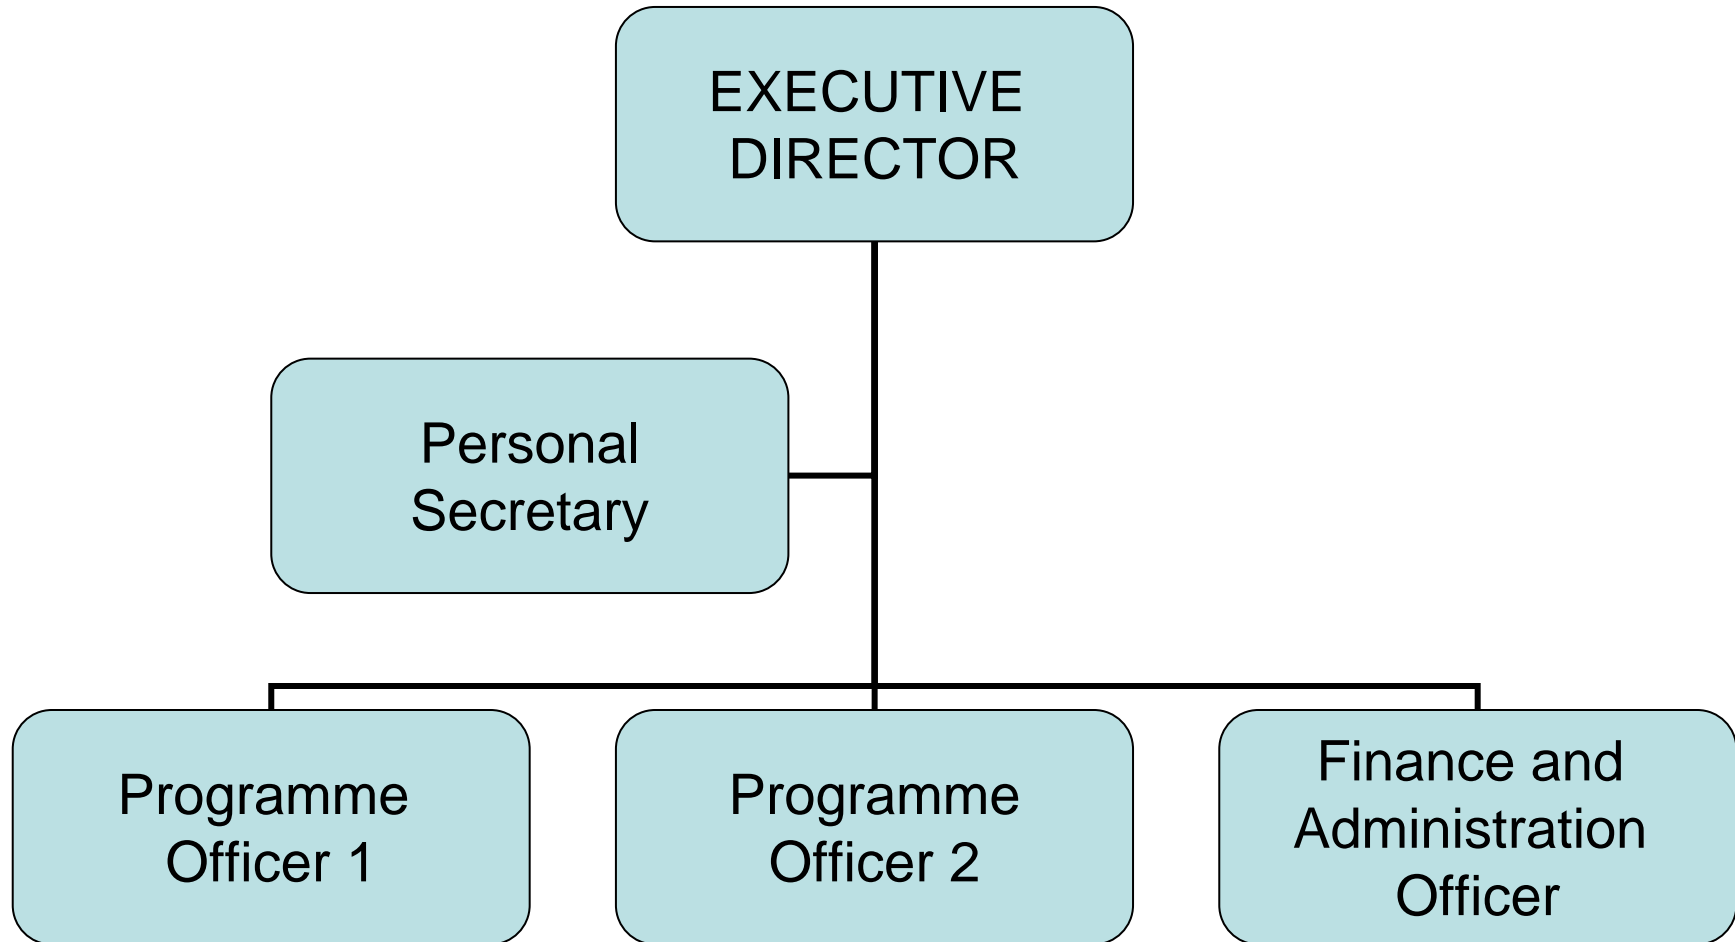 EXECUTIVE
DIRECTOR
Personal
Secretary
Programme
Officer 1
Programme
Officer 2
Finance and
Administration
Officer